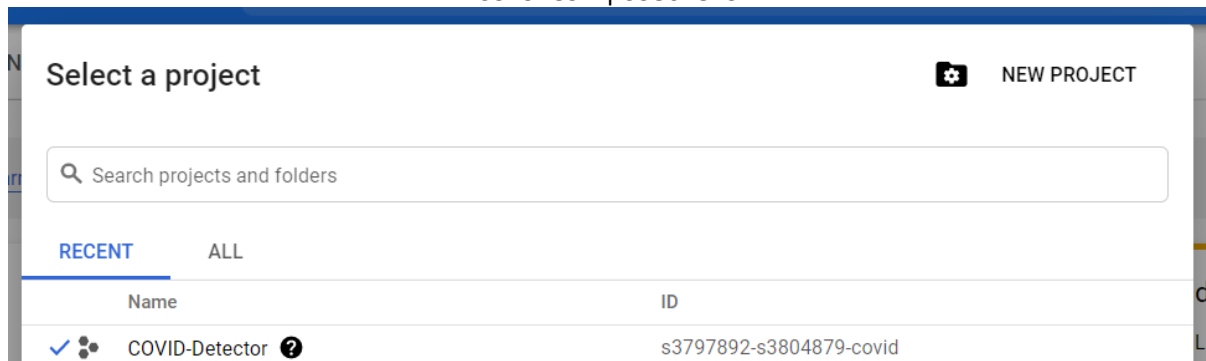 Select a project
NEW PROJECT
Search projects and folders
RECENT
ALL
Name
ID
COVID-Detector
s3797892-s3804879-covid